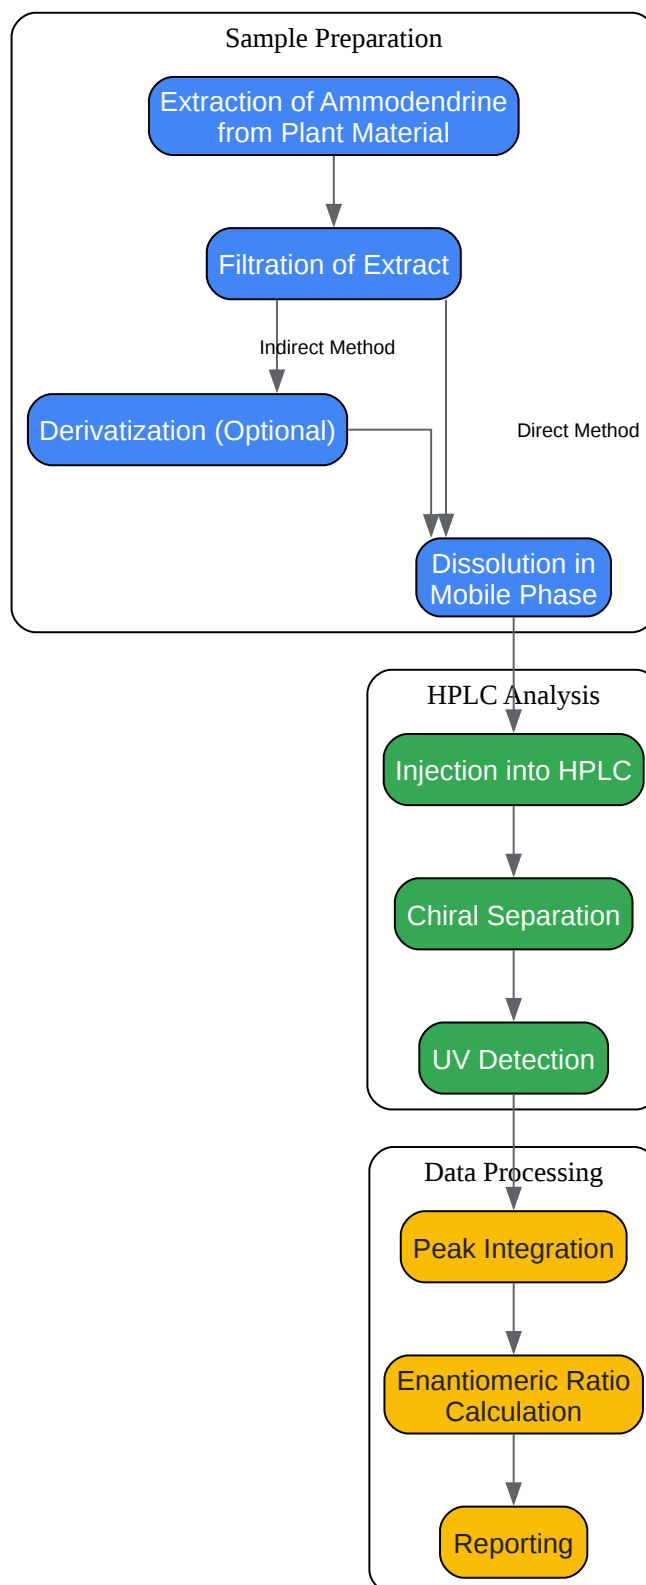 Sample Preparation
Extraction of Ammodendrine
from Plant Material
Filtration of Extract
Indirect Method
Derivatization (Optional)
Direct Method
Dissolution in
Mobile Phase
HPLC Analysis
Injection into HPLC
Chiral Separation
UV Detection
Data Processing
Peak Integration
Enantiomeric Ratio
Calculation
Reporting